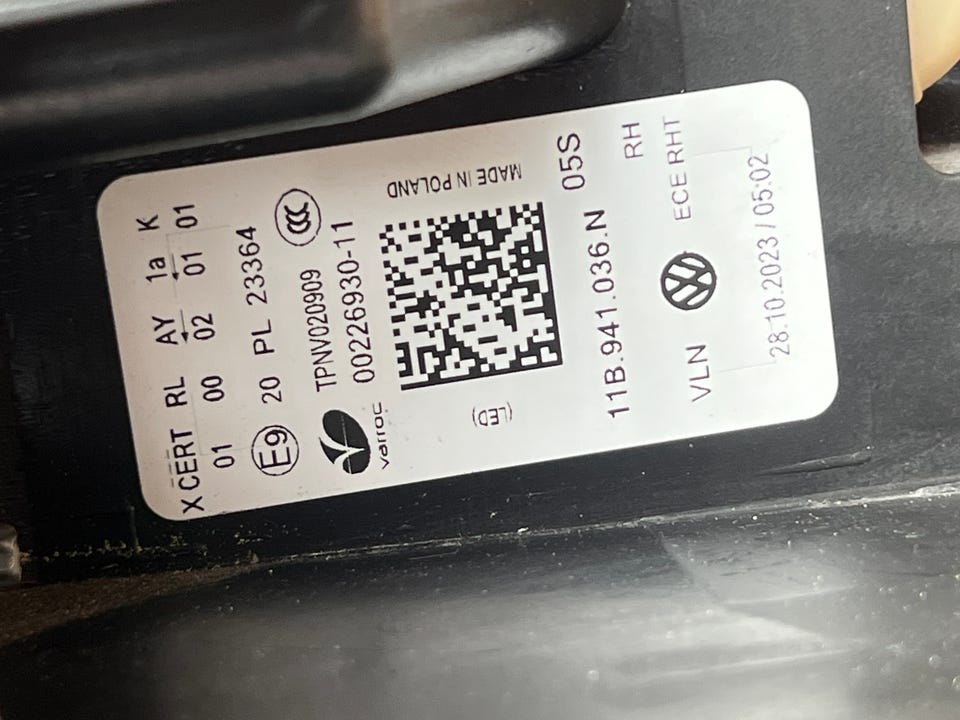 X CERT RL AY 1a K
01 00 02 01 01
E9 20 PL 23364
CCC
TPNV020909
00226930-11
varroc
MADE IN POLAND
(LED)
05S
11B.941.036.N
RH
VLN ECE RHT
28.10.2023 / 05:02